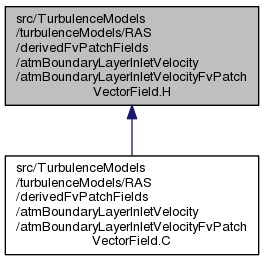 src/TurbulenceModels
/turbulenceModels/RAS
/derivedFvPatchFields
/atmBoundaryLayerInletVelocity
/atmBoundaryLayerInletVelocityFvPatch
VectorField.H
src/TurbulenceModels
/turbulenceModels/RAS
/derivedFvPatchFields
/atmBoundaryLayerInletVelocity
/atmBoundaryLayerInletVelocityFvPatch
VectorField.C